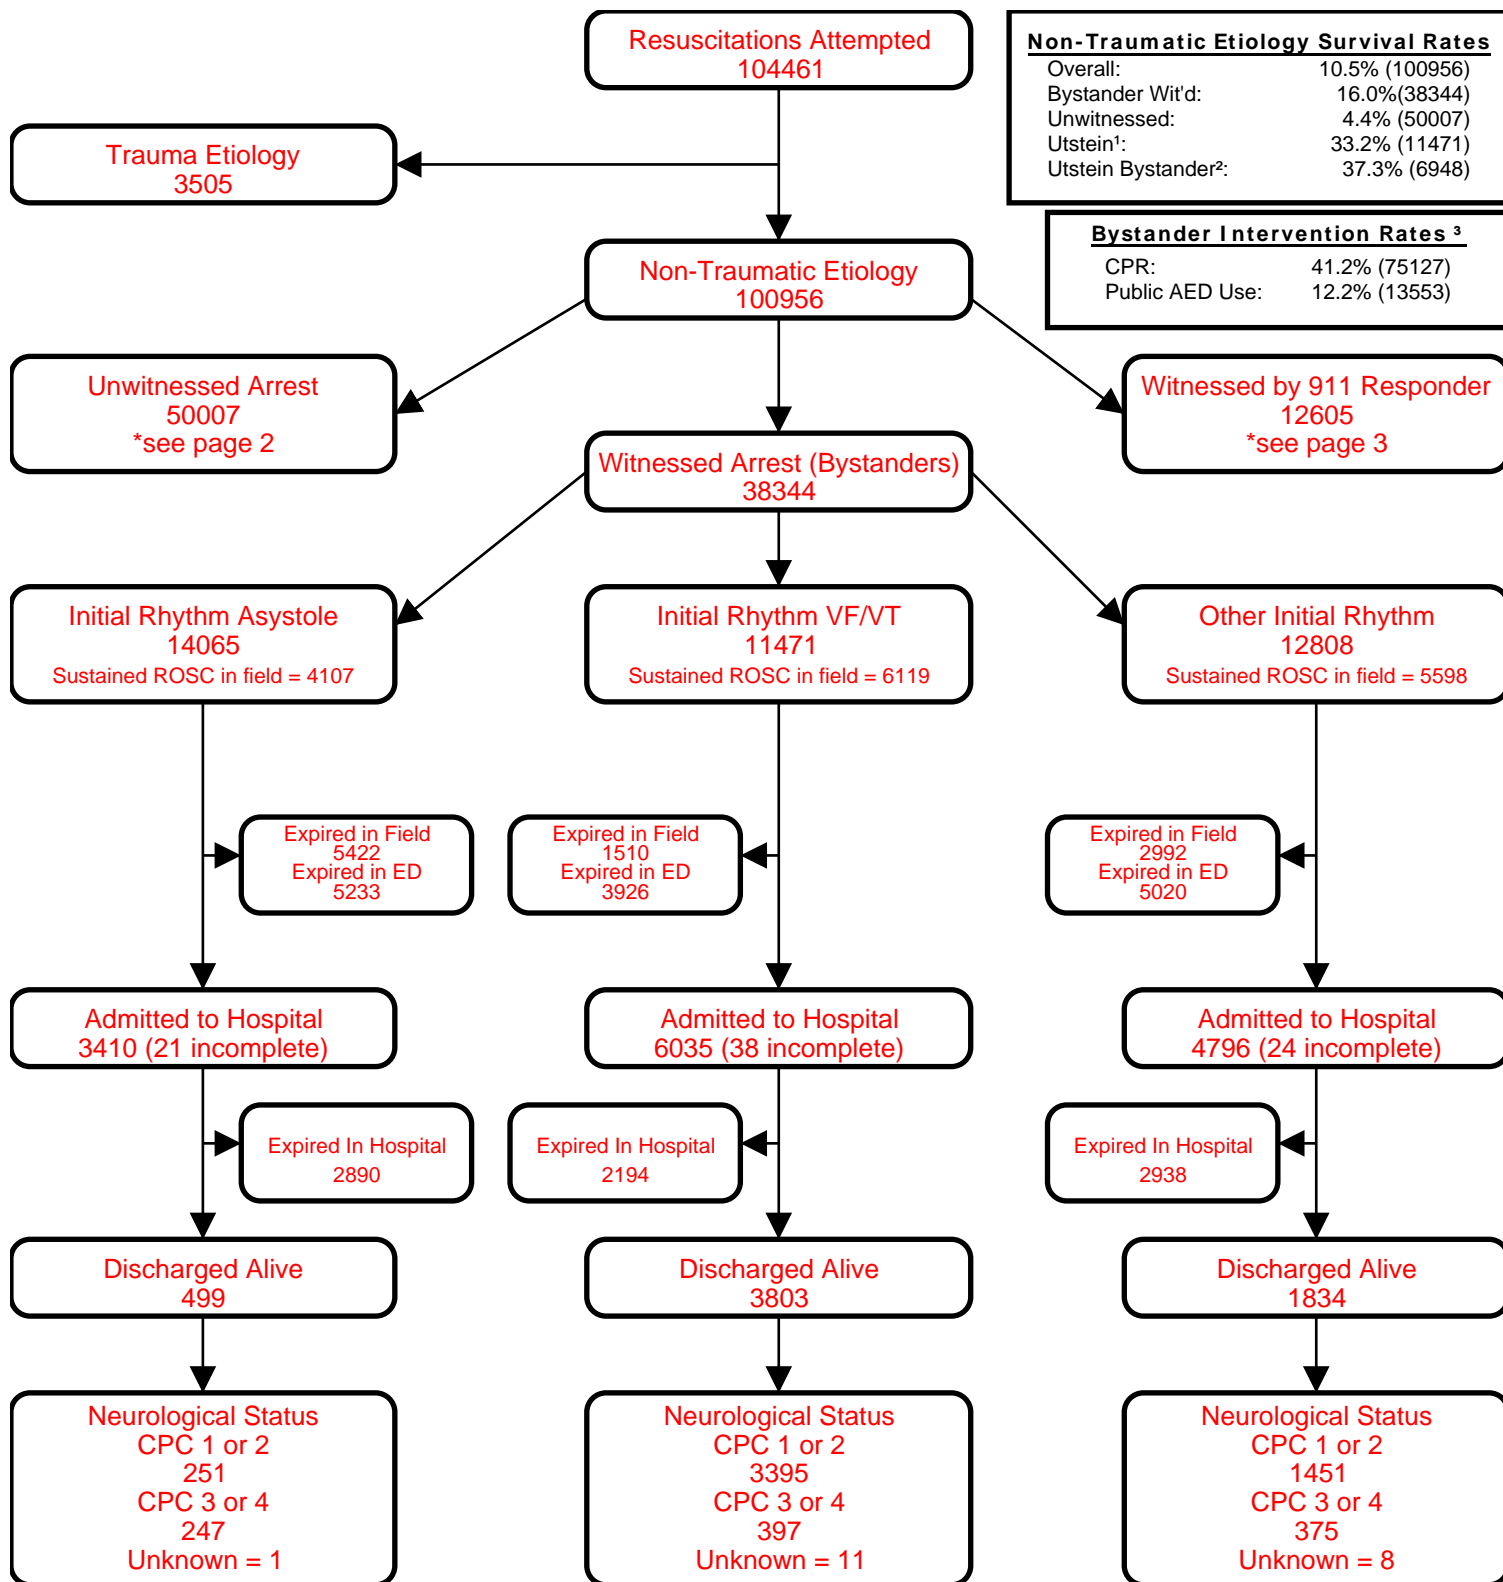 Resuscitations Attempted
104461
Non-Traumatic Etiology Survival Rates
Overall: 10.5% (100956)
Bystander Wit'd: 16.0%(38344)
Unwitnessed: 4.4% (50007)
Utstein¹: 33.2% (11471)
Utstein Bystander²: 37.3% (6948)
Trauma Etiology
3505
Bystander Intervention Rates ³
CPR: 41.2% (75127)
Public AED Use: 12.2% (13553)
Non-Traumatic Etiology
100956
Unwitnessed Arrest
50007
*see page 2
Witnessed Arrest (Bystanders)
38344
Witnessed by 911 Responder
12605
*see page 3
Initial Rhythm Asystole
14065
Sustained ROSC in field = 4107
Initial Rhythm VF/VT
11471
Sustained ROSC in field = 6119
Other Initial Rhythm
12808
Sustained ROSC in field = 5598
Expired in Field
5422
Expired in ED
5233
Expired in Field
1510
Expired in ED
3926
Expired in Field
2992
Expired in ED
5020
Admitted to Hospital
3410 (21 incomplete)
Admitted to Hospital
6035 (38 incomplete)
Admitted to Hospital
4796 (24 incomplete)
Expired In Hospital
2890
Expired In Hospital
2194
Expired In Hospital
2938
Discharged Alive
499
Discharged Alive
3803
Discharged Alive
1834
Neurological Status
CPC 1 or 2
251
CPC 3 or 4
247
Unknown = 1
Neurological Status
CPC 1 or 2
3395
CPC 3 or 4
397
Unknown = 11
Neurological Status
CPC 1 or 2
1451
CPC 3 or 4
375
Unknown = 8